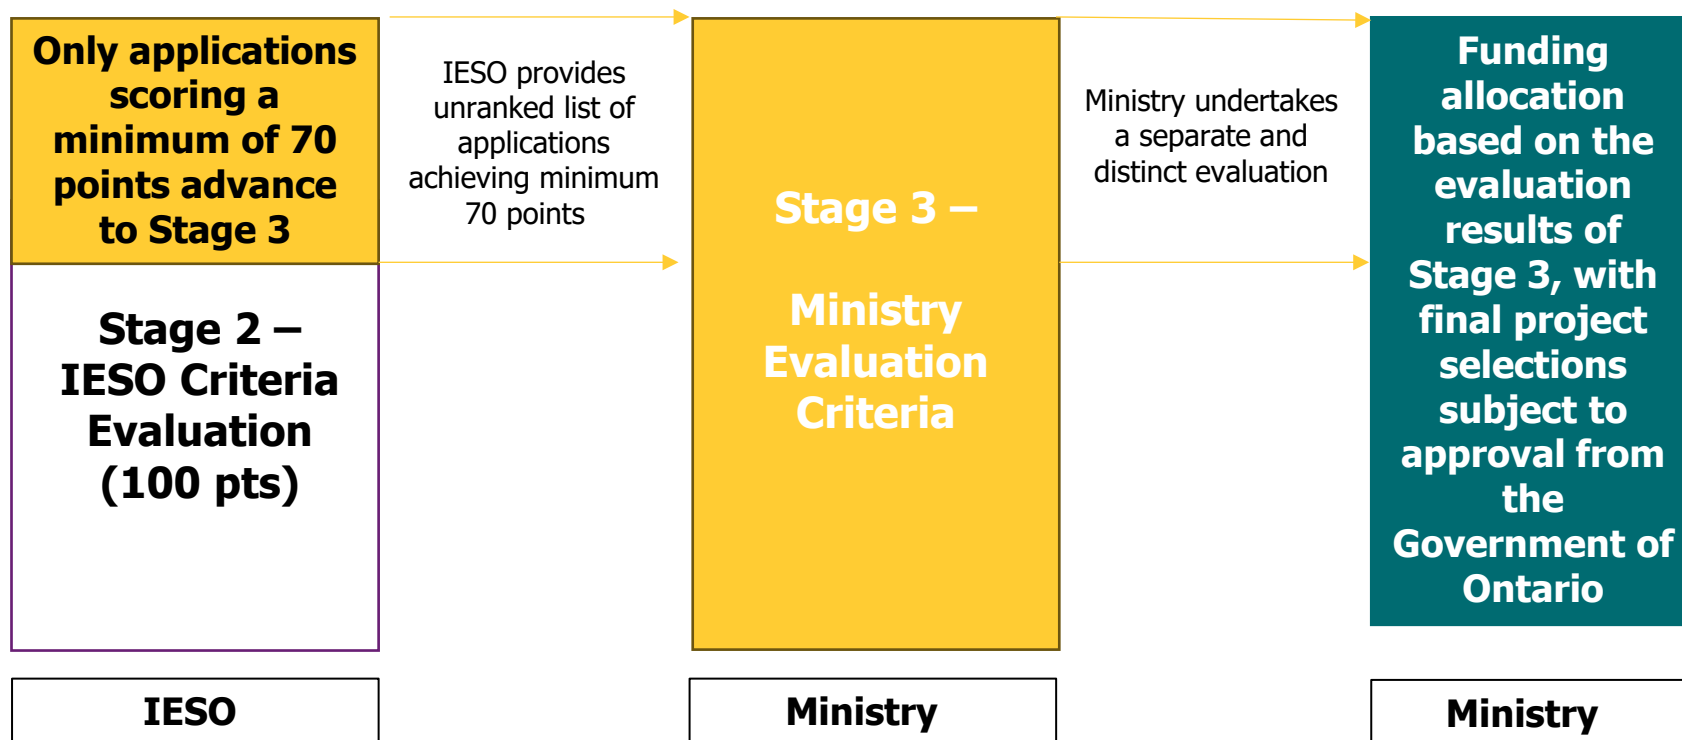 Only applications
scoring a
minimum of 70
points advance
to Stage 3
Stage 2 –
IESO Criteria
Evaluation
(100 pts)
IESO
IESO provides
unranked list of
applications
achieving minimum
70 points
Stage 3 –
Ministry
Evaluation
Criteria
Ministry
Ministry undertakes
a separate and
distinct evaluation
Funding
allocation
based on the
evaluation
results of
Stage 3, with
final project
selections
subject to
approval from
the
Government of
Ontario
Ministry